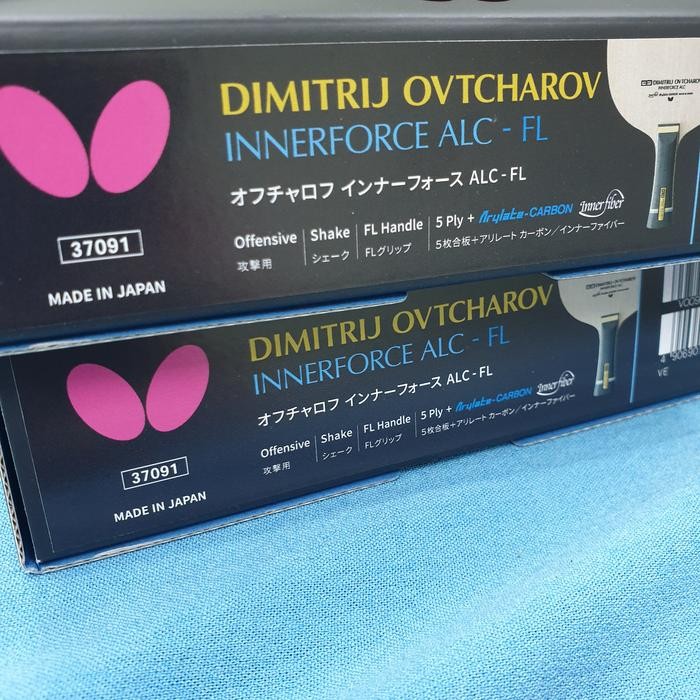 DIMITRIJ OVTCHAROV
INNERFORCE ALC - FL
オフチャロフ インナーフォース ALC - FL
Offensive
攻撃用
Shake
シェーク
FL Handle
FLグリップ
5 Ply + Arylate-CARBON Innerfiber
5枚合板+アリレート カーボン/インナーファイバー
37091
MADE IN JAPAN
DIMITRIJ OVTCHAROV
INNERFORCE ALC
DIMITRIJ OVTCHAROV
INNERFORCE ALC - FL
オフチャロフ インナーフォース ALC - FL
Offensive
攻撃用
Shake
シェーク
FL Handle
FLグリップ
5 Ply + Arylate-CARBON Innerfiber
5枚合板+アリレート カーボン/インナーファイバー
37091
MADE IN JAPAN